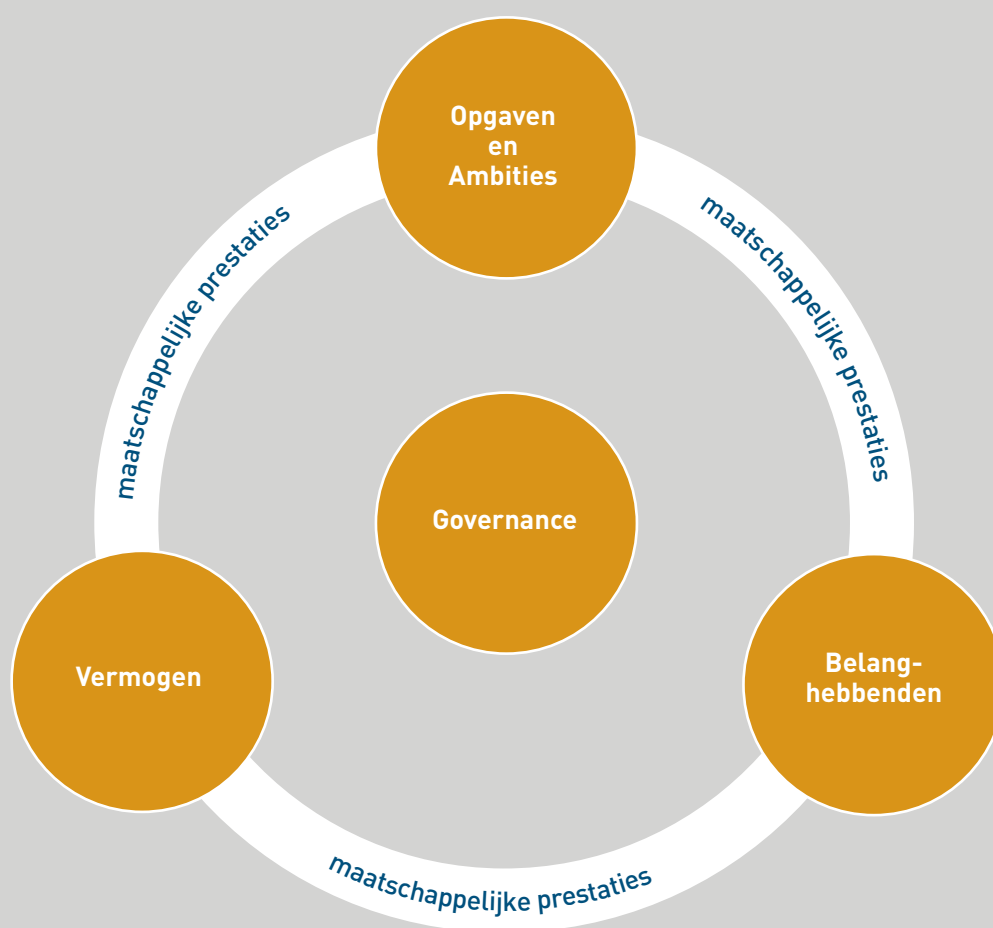 Opgaven
en
Ambities
maatschappelijke prestaties
maatschappelijke prestaties
Governance
Vermogen
Belang-
hebbenden
maatschappelijke prestaties